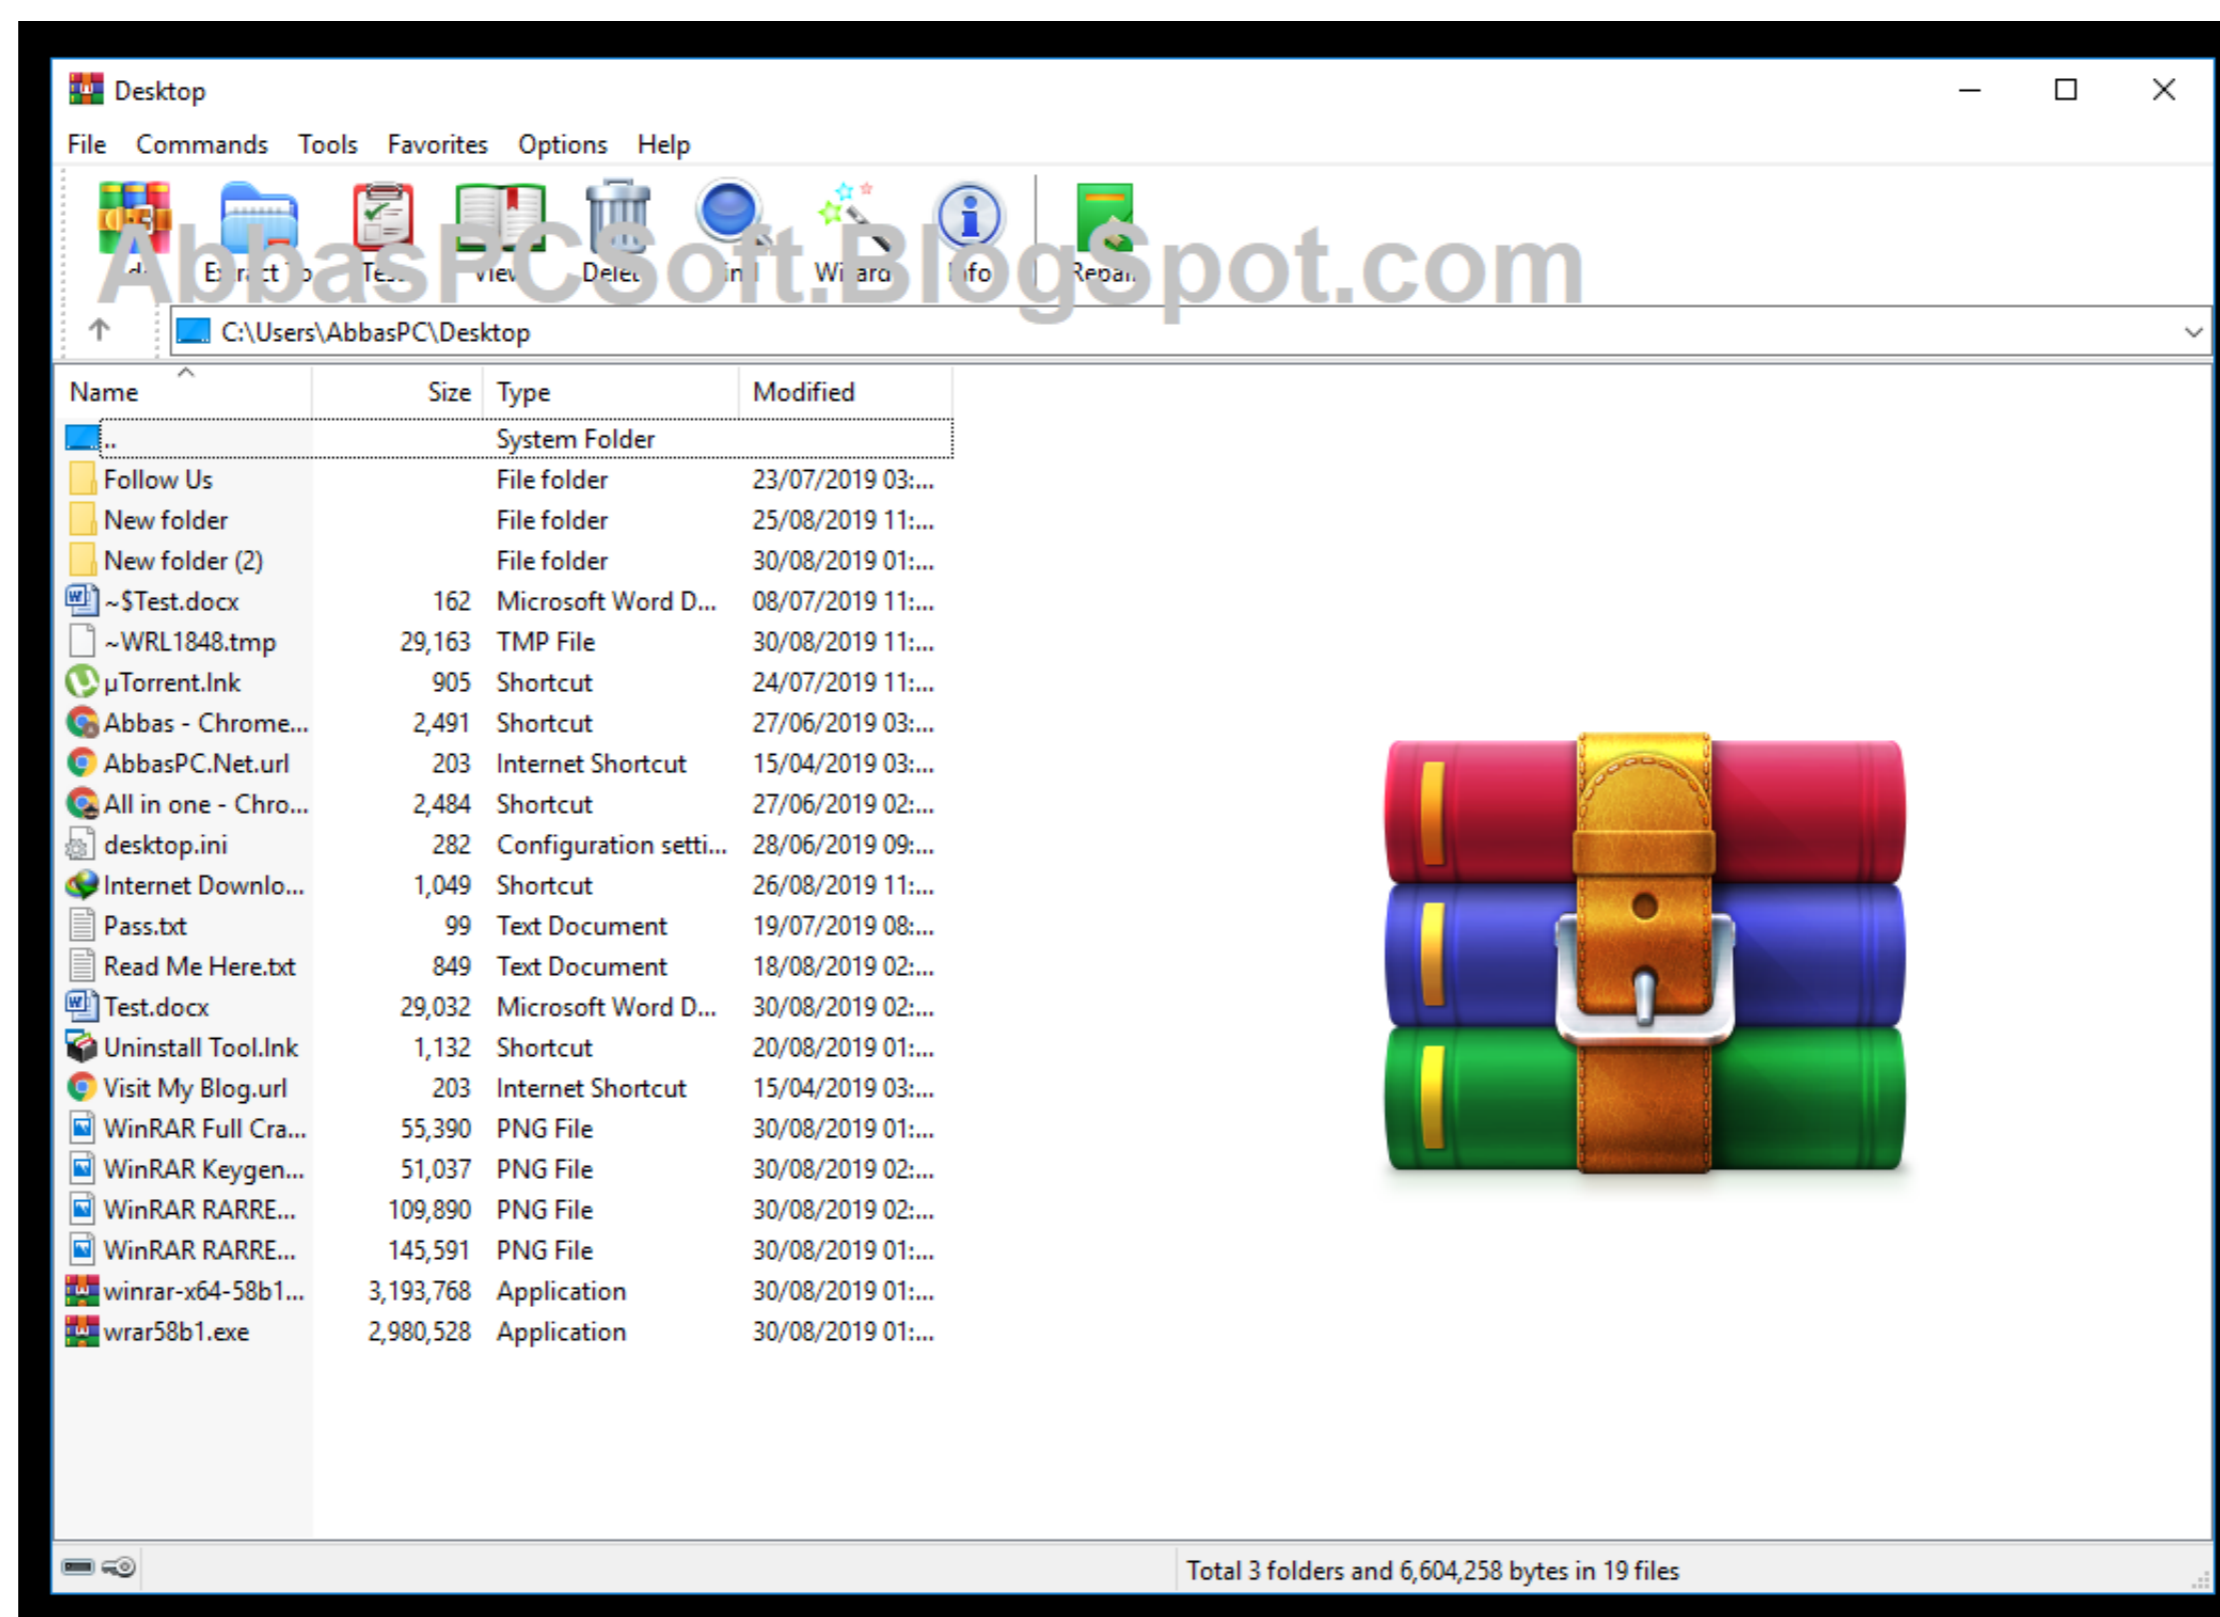 Desktop
File Commands Tools Favorites Options Help
AbbasPCSoft.BlogSpot.com
Extract To Test View Delete Find Wizard Info Repair
C:\Users\AbbasPC\Desktop
Name Size Type Modified
.. System Folder
Follow Us File folder 23/07/2019 03:...
New folder File folder 25/08/2019 11:...
New folder (2) File folder 30/08/2019 01:...
~$Test.docx 162 Microsoft Word D... 08/07/2019 11:...
~WRL1848.tmp 29,163 TMP File 30/08/2019 11:...
µTorrent.lnk 905 Shortcut 24/07/2019 11:...
Abbas - Chrome... 2,491 Shortcut 27/06/2019 03:...
AbbasPC.Net.url 203 Internet Shortcut 15/04/2019 03:...
All in one - Chro... 2,484 Shortcut 27/06/2019 02:...
desktop.ini 282 Configuration setti... 28/06/2019 09:...
Internet Downlo... 1,049 Shortcut 26/08/2019 11:...
Pass.txt 99 Text Document 19/07/2019 08:...
Read Me Here.txt 849 Text Document 18/08/2019 02:...
Test.docx 29,032 Microsoft Word D... 30/08/2019 02:...
Uninstall Tool.lnk 1,132 Shortcut 20/08/2019 01:...
Visit My Blog.url 203 Internet Shortcut 15/04/2019 03:...
WinRAR Full Cra... 55,390 PNG File 30/08/2019 01:...
WinRAR Keygen... 51,037 PNG File 30/08/2019 02:...
WinRAR RARRE... 109,890 PNG File 30/08/2019 02:...
WinRAR RARRE... 145,591 PNG File 30/08/2019 01:...
winrar-x64-58b1... 3,193,768 Application 30/08/2019 01:...
wrar58b1.exe 2,980,528 Application 30/08/2019 01:...
Total 3 folders and 6,604,258 bytes in 19 files